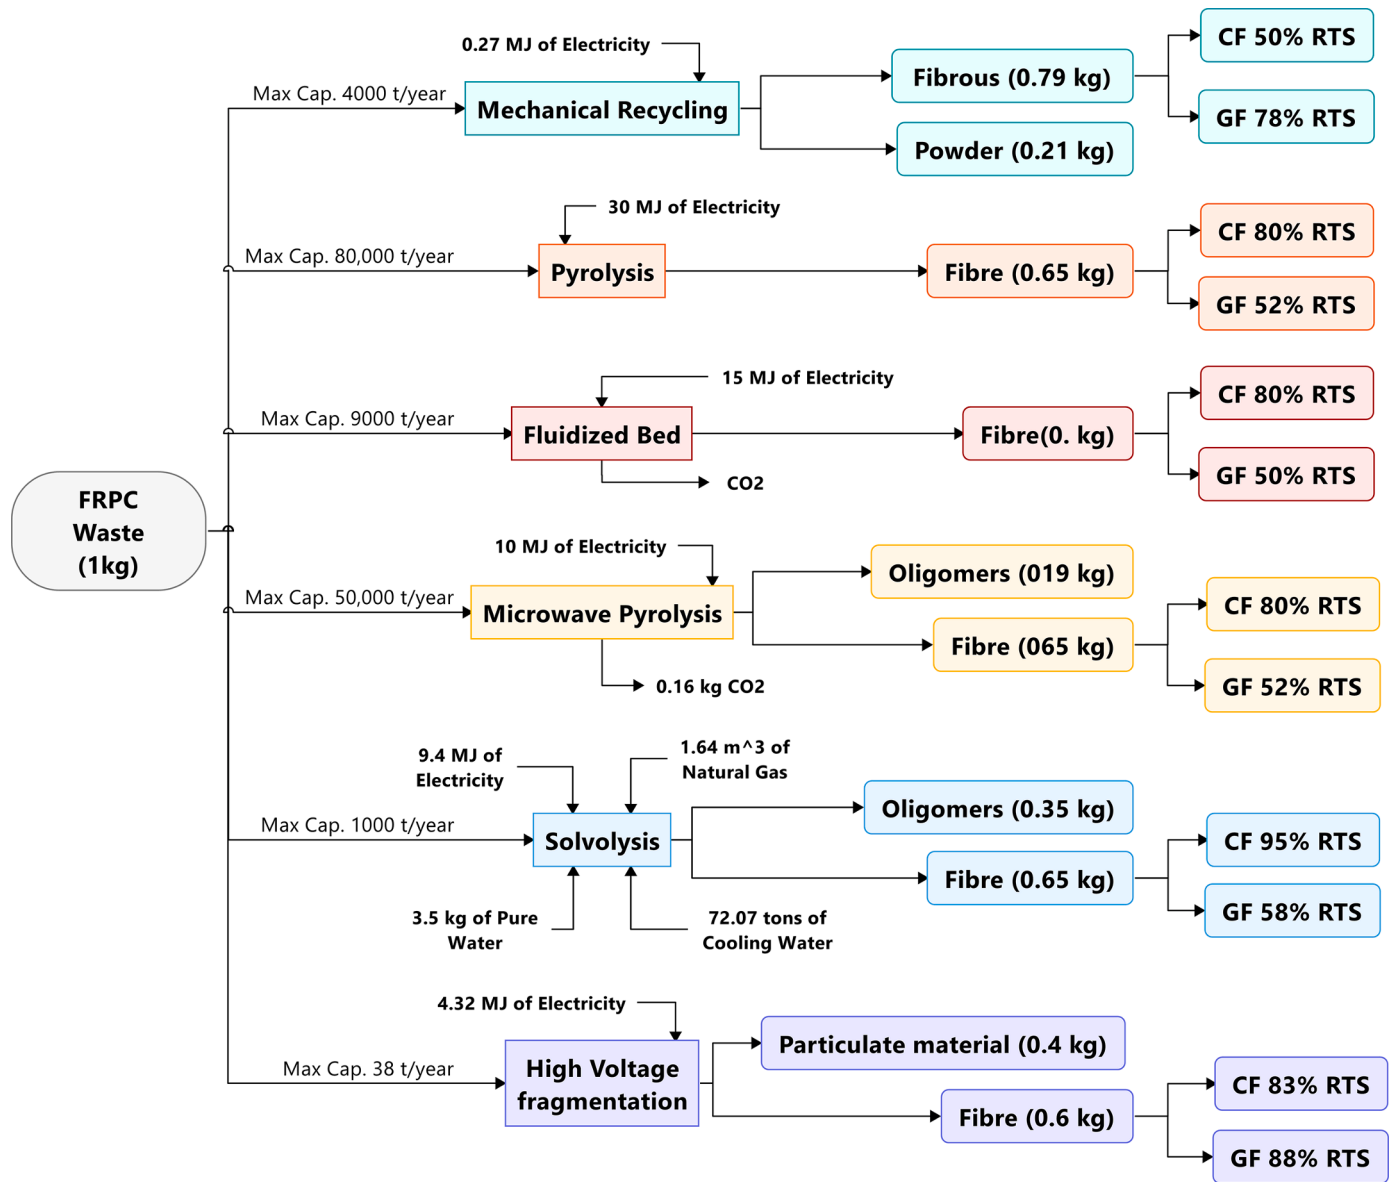 0.27 MJ of Electricity
Max Cap. 4000 t/year
Mechanical Recycling
Fibrous (0.79 kg)
Powder (0.21 kg)
CF 50% RTS
GF 78% RTS
30 MJ of Electricity
Max Cap. 80,000 t/year
Pyrolysis
Fibre (0.65 kg)
CF 80% RTS
GF 52% RTS
15 MJ of Electricity
Max Cap. 9000 t/year
Fluidized Bed
CO2
Fibre(0. kg)
CF 80% RTS
GF 50% RTS
FRPC
Waste
(1kg)
10 MJ of Electricity
Max Cap. 50,000 t/year
Microwave Pyrolysis
0.16 kg CO2
Oligomers (019 kg)
Fibre (065 kg)
CF 80% RTS
GF 52% RTS
9.4 MJ of
Electricity
1.64 m^3 of
Natural Gas
Max Cap. 1000 t/year
Solvolysis
3.5 kg of Pure
Water
72.07 tons of
Cooling Water
Oligomers (0.35 kg)
Fibre (0.65 kg)
CF 95% RTS
GF 58% RTS
4.32 MJ of Electricity
Max Cap. 38 t/year
High Voltage
fragmentation
Particulate material (0.4 kg)
Fibre (0.6 kg)
CF 83% RTS
GF 88% RTS